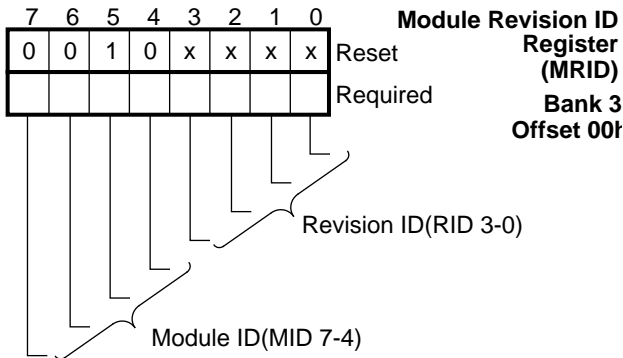 7 6 5 4 3 2 1 0
Module Revision ID
Register
(MRID)
0 0 1 0 x x x x Reset
Required
Bank 3
Offset 00h
Revision ID(RID 3-0)
Module ID(MID 7-4)